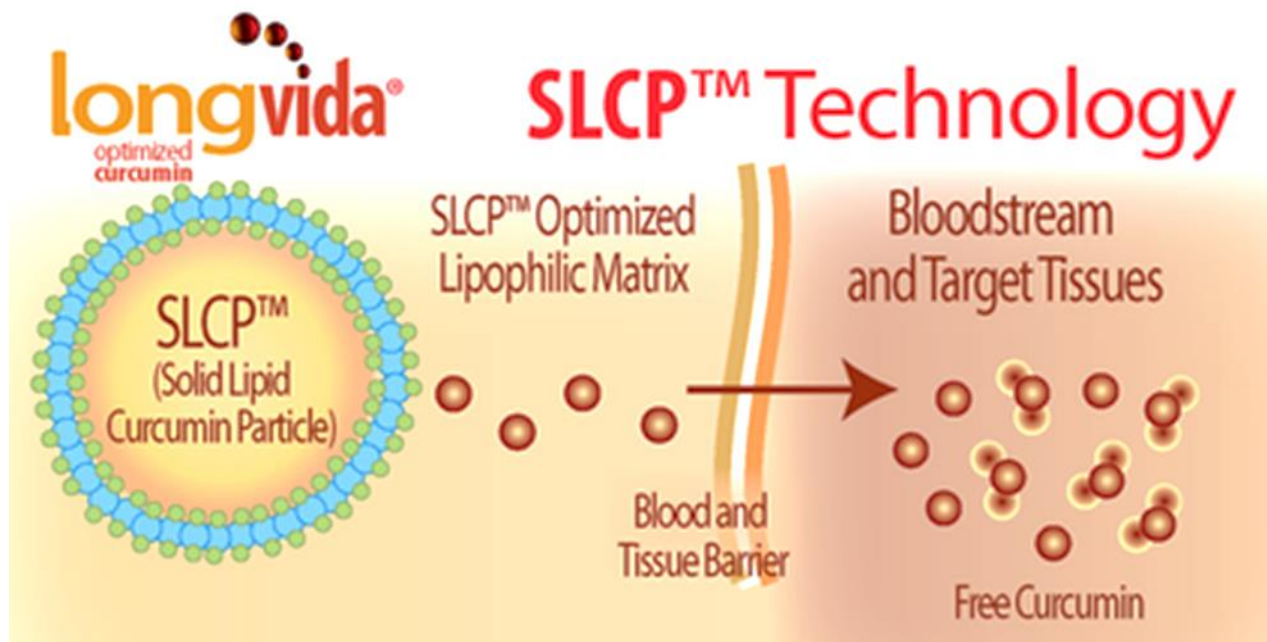 longvida®
optimized
curcumin
SLCP™ Technology
SLCP™
(Solid Lipid
Curcumin Particle)
SLCP™ Optimized
Lipophilic Matrix
Blood and
Tissue Barrier
Bloodstream
and Target Tissues
Free Curcumin